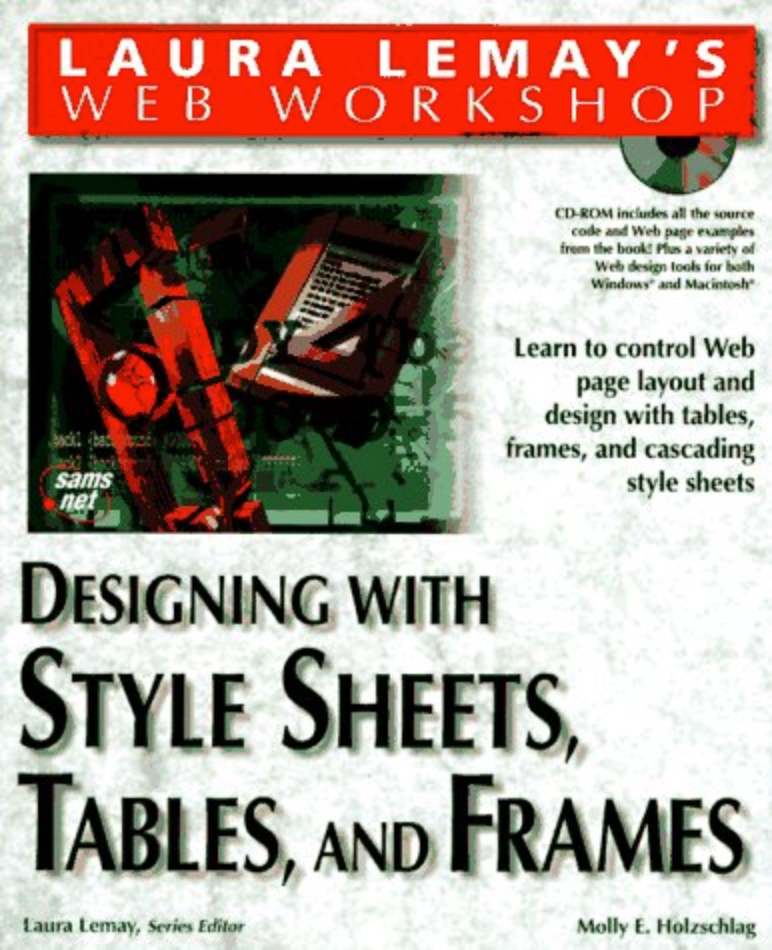 LAURA LEMAY'S
WEB WORKSHOP
CD-ROM includes all the source
code and Web page examples
from the book! Plus a variety of
Web design tools for both
Windows® and Macintosh®
Learn to control Web
page layout and
design with tables,
frames, and cascading
style sheets
sams
net
DESIGNING WITH
STYLE SHEETS,
TABLES, AND FRAMES
Laura Lemay, Series Editor
Molly E. Holzschlag